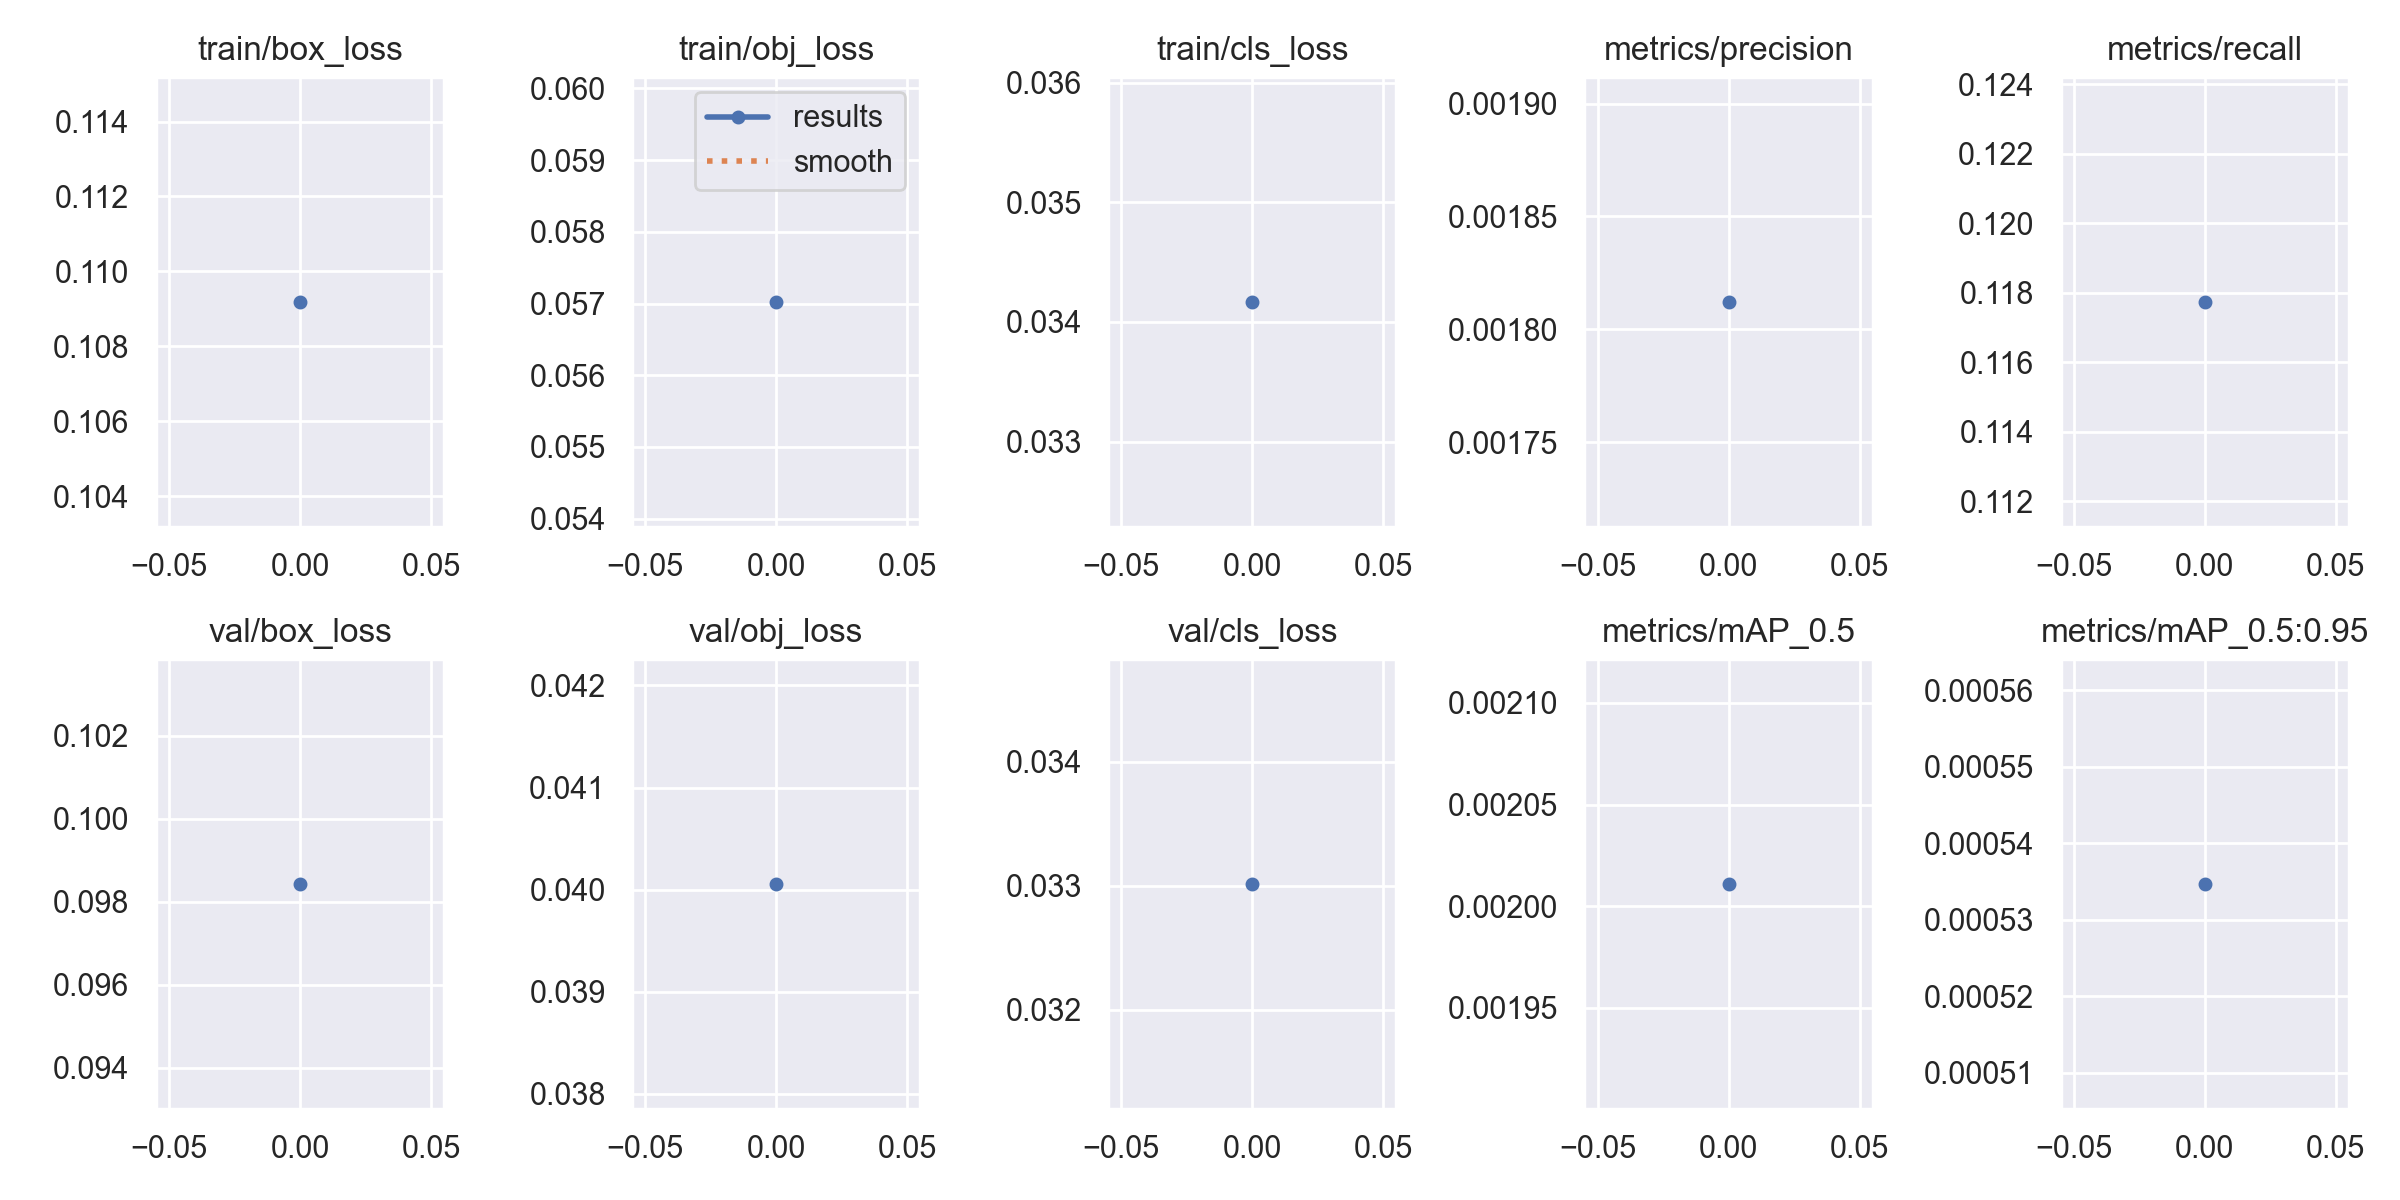 train/box_loss
0.114
0.112
0.110
0.108
0.106
0.104
−0.05 0.00 0.05
train/obj_loss
results
smooth
0.060
0.059
0.058
0.057
0.056
0.055
0.054
−0.05 0.00 0.05
train/cls_loss
0.036
0.035
0.034
0.033
−0.05 0.00 0.05
metrics/precision
0.00190
0.00185
0.00180
0.00175
−0.05 0.00 0.05
metrics/recall
0.124
0.122
0.120
0.118
0.116
0.114
0.112
−0.05 0.00 0.05
val/box_loss
0.102
0.100
0.098
0.096
0.094
−0.05 0.00 0.05
val/obj_loss
0.042
0.041
0.040
0.039
0.038
−0.05 0.00 0.05
val/cls_loss
0.034
0.033
0.032
−0.05 0.00 0.05
metrics/mAP_0.5
0.00210
0.00205
0.00200
0.00195
−0.05 0.00 0.05
metrics/mAP_0.5:0.95
0.00056
0.00055
0.00054
0.00053
0.00052
0.00051
−0.05 0.00 0.05